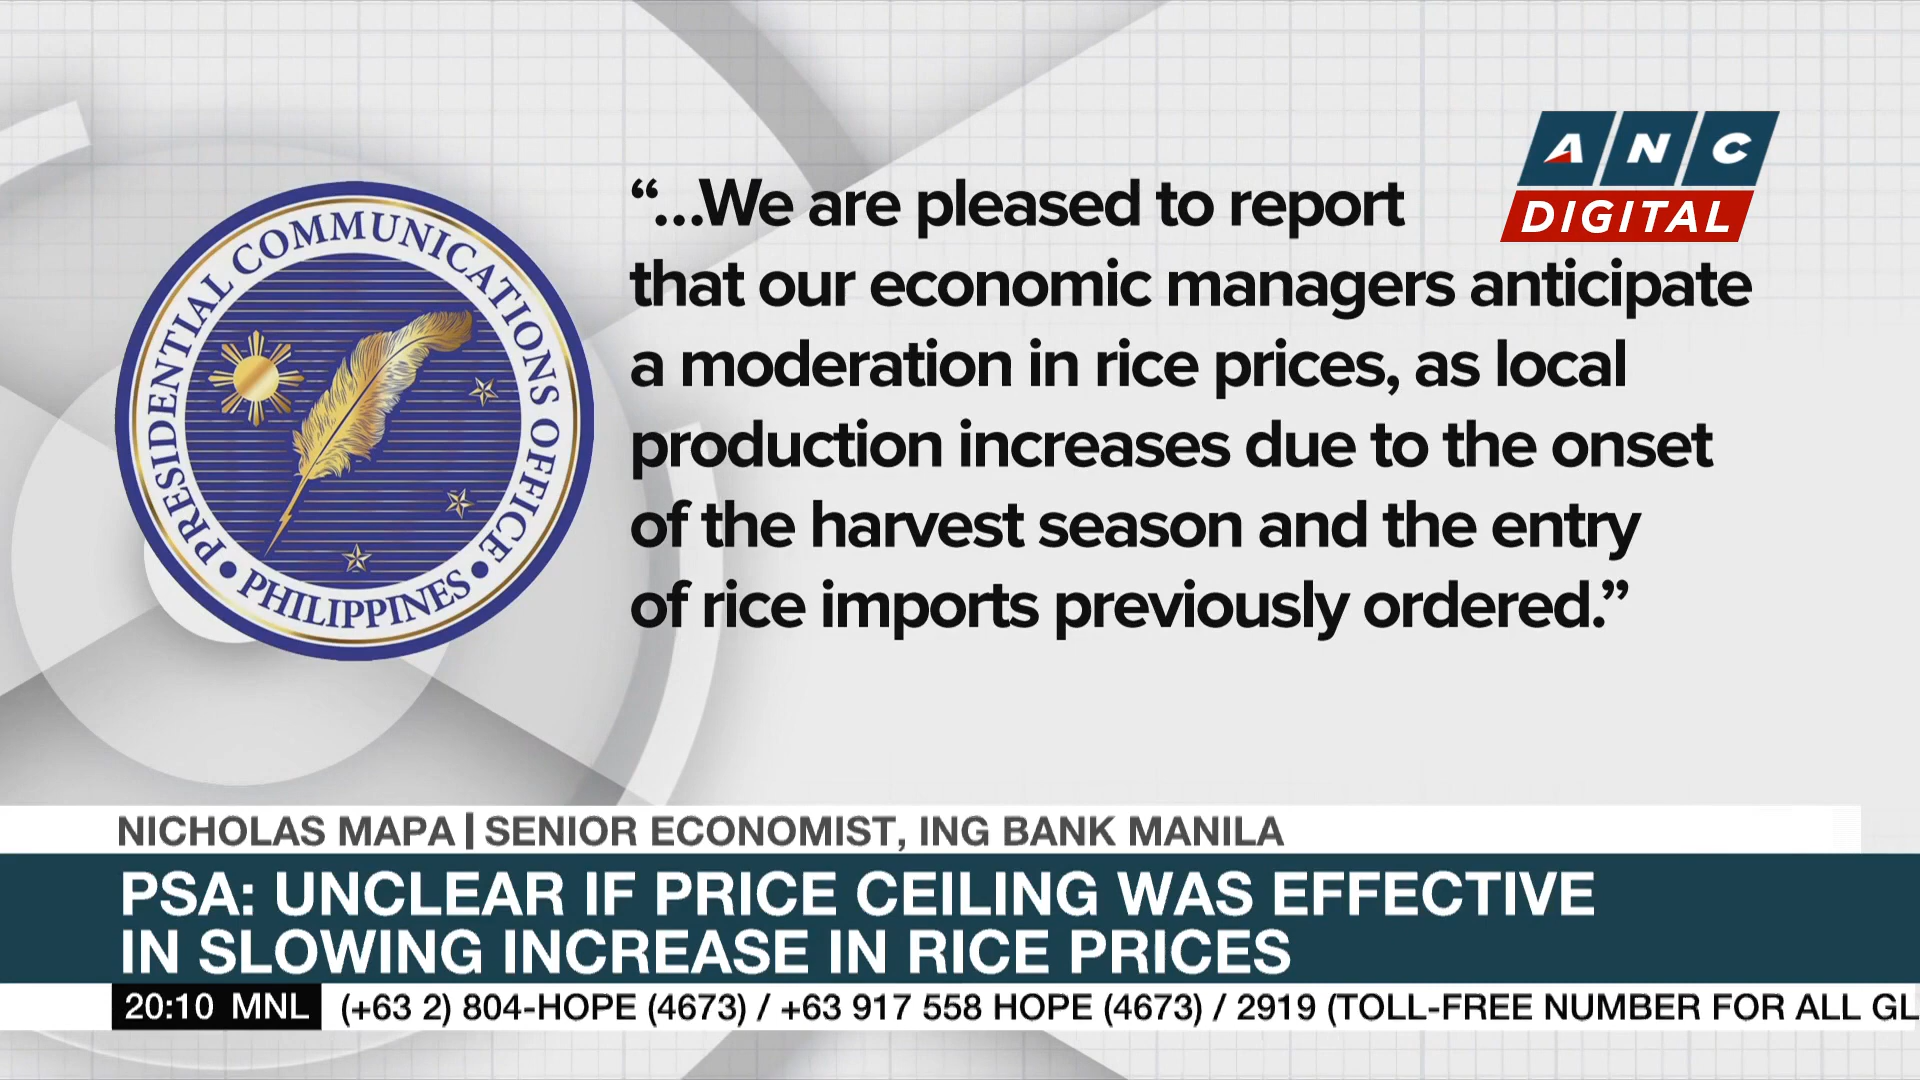 PRESIDENTIAL COMMUNICATIONS OFFICE
• PHILIPPINES •
ANC
DIGITAL
“...We are pleased to report
that our economic managers anticipate
a moderation in rice prices, as local
production increases due to the onset
of the harvest season and the entry
of rice imports previously ordered.”
NICHOLAS MAPA | SENIOR ECONOMIST, ING BANK MANILA
PSA: UNCLEAR IF PRICE CEILING WAS EFFECTIVE
IN SLOWING INCREASE IN RICE PRICES
20:10 MNL (+63 2) 804-HOPE (4673) / +63 917 558 HOPE (4673) / 2919 (TOLL-FREE NUMBER FOR ALL GL